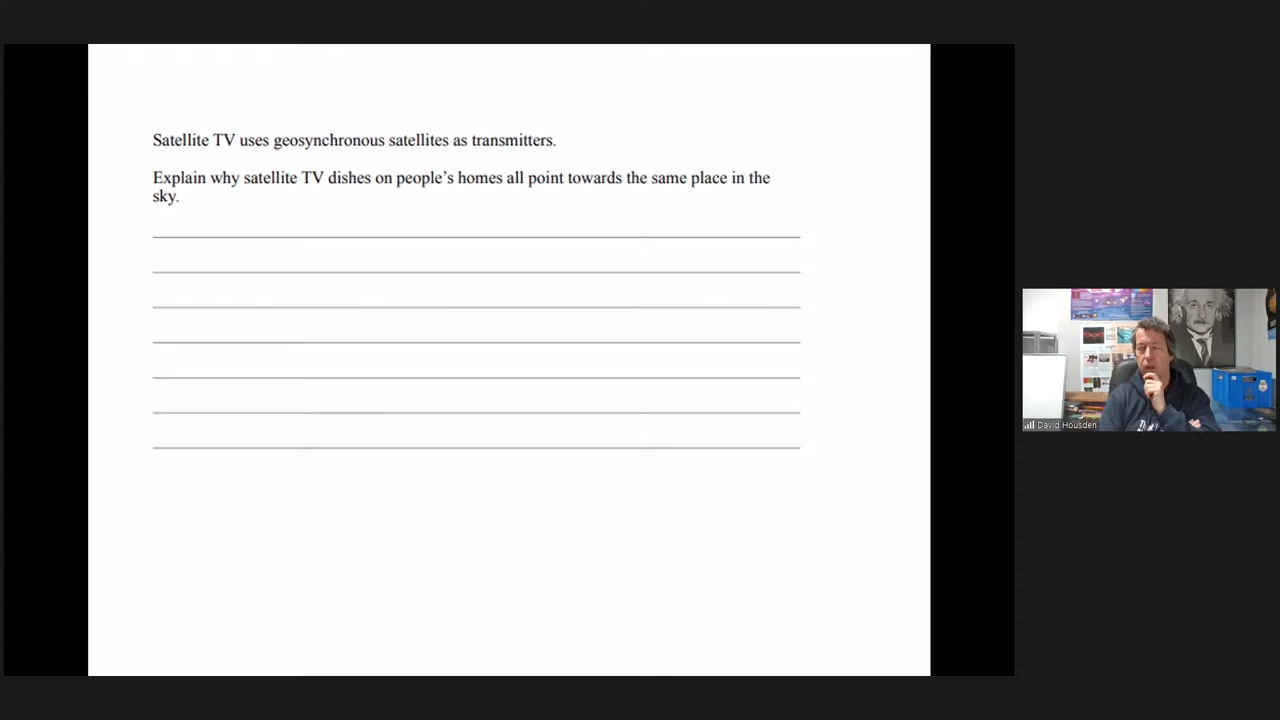 Satellite TV uses geosynchronous satellites as transmitters.
Explain why satellite TV dishes on people’s homes all point towards the same place in the
sky.
David Housden